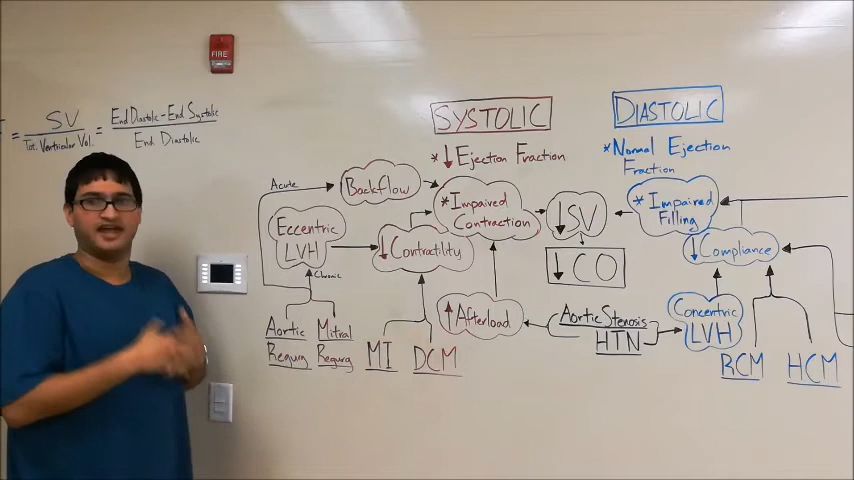 FIRE
= SV = End Diastolic - End Systolic
Tot. Ventricular Vol. End Diastolic
SYSTOLIC
* ↓ Ejection Fraction
DIASTOLIC
* Normal Ejection
Fraction
Acute
Backflow
* Impaired
Contraction
↓ SV
* Impaired
Filling
Eccentric
LVH
↓ Contractility
↓ CO
↓ Compliance
Chronic
↑ Afterload
Aortic Stenosis
HTN
Concentric
LVH
Aortic
Regurg
Mitral
Regurg
MI
DCM
RCM
HCM